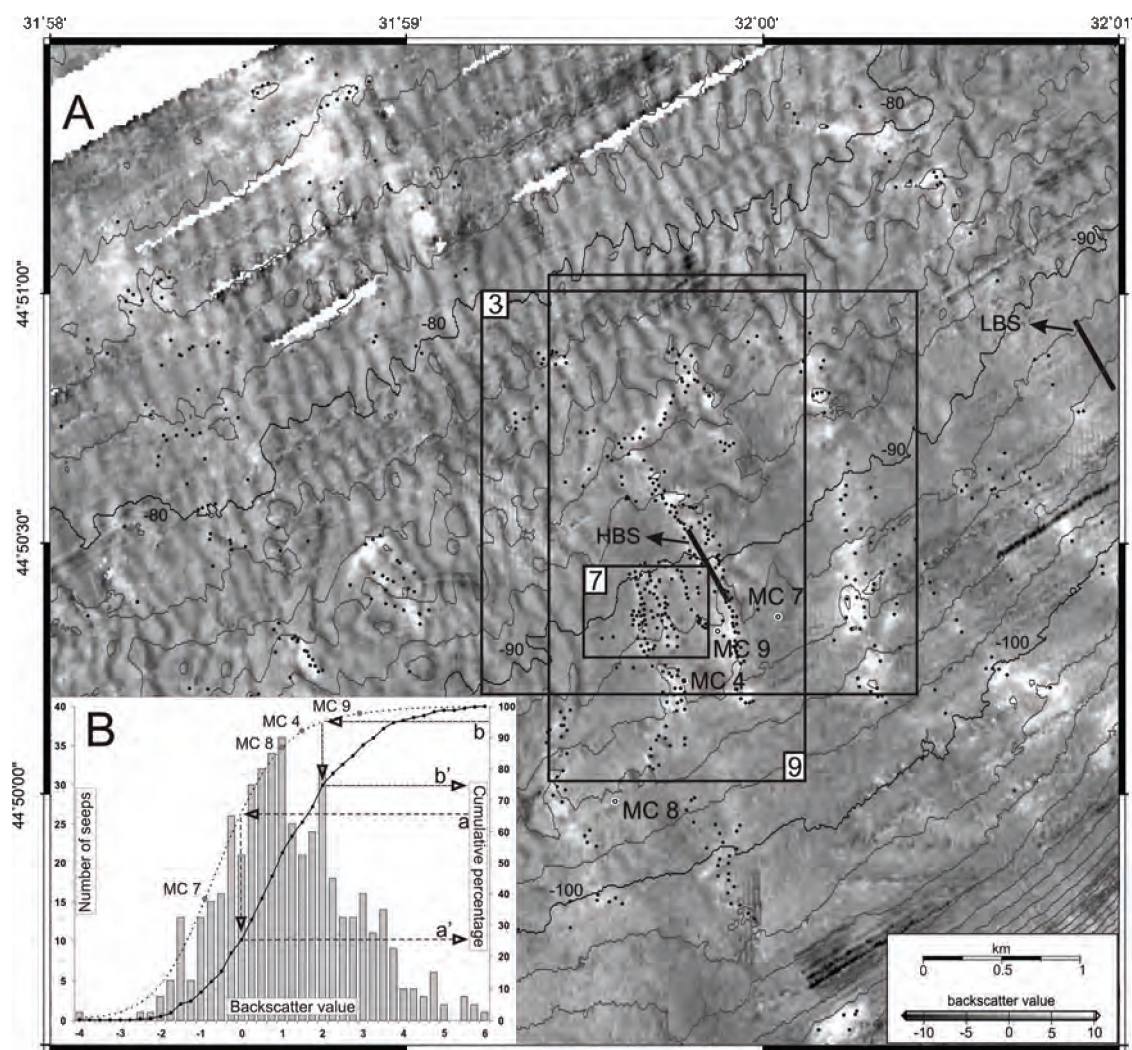 31°58'
31°59'
32°00'
32°01'
A
-80
-90
44°51'00"
3
LBS
-80
-90
-80
44°50'30"
HBS
7
MC 7
MC 9
-90
-100
MC 4
B
9
MC 8
44°50'00"
-100
40
35
30
25
20
15
10
5
0
Number of seeps
MC 9
MC 4
MC 8
MC 7
b
b'
a
a'
100
90
80
70
60
50
40
30
20
10
0
Cumulative percentage
Backscatter value
-4 -3 -2 -1 0 1 2 3 4 5 6
km
0 0.5 1
backscatter value
-10 -5 0 5 10